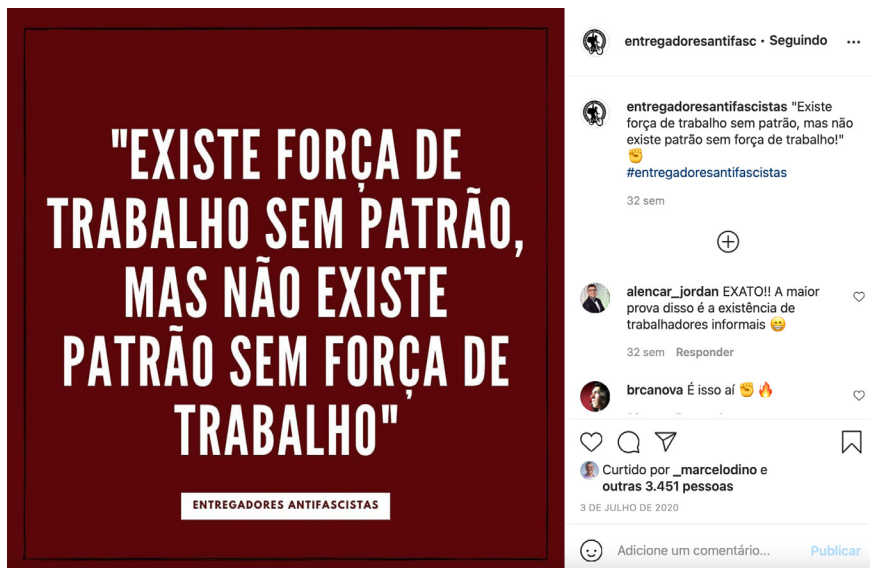 "EXISTE FORÇA DE
TRABALHO SEM PATRÃO,
MAS NÃO EXISTE
PATRÃO SEM FORÇA DE
TRABALHO"
ENTREGADORES ANTIFASCISTAS
entregadoresantifasc • Seguindo
entregadoresantifascistas "Existe
força de trabalho sem patrão, mas não
existe patrão sem força de trabalho!"
✊
#entregadoresantifascistas
32 sem
alencar_jordan EXATO!! A maior
prova disso é a existência de
trabalhadores informais 😁
32 sem Responder
brcanova É isso aí ✊🔥
Curtido por _marcelodino e
outras 3.451 pessoas
3 DE JULHO DE 2020
Adicione um comentário... Publicar